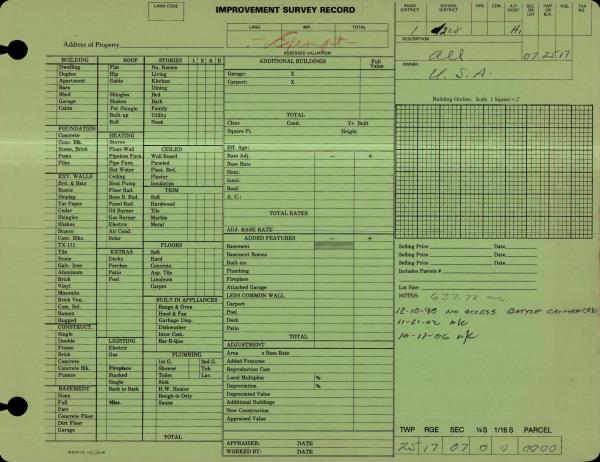 LAND CODE
IMPROVEMENT SURVEY RECORD
LAND IMP. TOTAL
Exempt
Address of Property
ASSESSED VALUATION
ROAD DISTRICT SCHOOL DISTRICT FIRE CEM. A.P. HOSP. SEC OR LOT TWP OR BLK. RGE. TAX NO.
DESCRIPTION
All 07.25.17
OWNER:
U.S.A.
BUILDING ROOF STORIES 1 2 A B
Dwelling Flat No. Rooms
Duplex Hip Living
Apartment Gable Kitchen
Barn Dining
Shed Shingles Bed
Garage Shakes Bath
Cabin Pat Shingle Family
Built-up Utility
Roll Nook
FOUNDATION
Concrete HEATING
Conc. Blk. Stoves CEILED
Stone, Brick Floor-Wall Wall Board
Posts Pipeless Furn. Paneled
Piles Pipe Furn. Plast. Brd.
Hot Water Ceiling Plaster
EXT. WALLS Heat Pump Insulation
Brd. & Bats Floor Rad. TRIM
Rustic Base B. Rad. Soft
Shiplap Panel Rad. Hardwood
Tar Paper Oil Burner Tile
Cedar Gas Burner Marble
Shingles Electric Metal
Shakes Air Cond.
Stucco Solar
Conc. Blks.
TX-111 FLOORS
Tile EXTRAS Soft
Stone Decks Hard
Galv. Iron Porches Concrete
Aluminum Patio Asp. Tile
Brick Pool Linoleum
Vinyl Carpet
Masonite
Brick Ven. BUILT-IN APPLIANCES
Com. Sel. Range & Oven
Roman Hood & Fan
Rugged Garbage Disp.
CONSTRUCT. Dishwasher
Single Inter Com.
Double LIGHTING Bar-B-Que
Frame Electric
Brick Gas PLUMBING
Concrete 1st G. 2nd G.
Concrete Blk. Fireplace Shower Tub
Pumice Stacked Toilet Lav.
Single Sink
BASEMENT Back to Back H.W. Heater
None Rough-in Only
Full Misc. Sauna
Part
Concrete Floor
Dirt Floor
Garage
TOTAL
ADDITIONAL BUILDINGS Full Value
Garage: X
Carport: X
TOTAL
Class Cond. Yr. Built
Square Ft. Height
Eff. Age:
Rate Adj. − +
Base Rate
Heat:
Insul:
Roof:
A. C.:
TOTAL RATES
ADJ. BASE RATE
ADDED FEATURES − +
Basement
Basement Rooms
Built-ins
Plumbing
Fireplace
Attached Garage
LESS COMMON WALL
Carport
Pool
Deck
Patio
TOTAL
ADJUSTMENT
Area x Base Rate
Added Features
Reproduction Cost
Local Multiplier %
Depreciation %
Depreciated Value
Additional Buildings
New Construction
Appraised Value
APPRAISER: DATE
WORKED BY: DATE
Building Outline Scale, 1 Square = 2'
Selling Price Date
Selling Price Date
Selling Price Date
Includes Parcels #
Lot Size:
NOTES: 637.72 ac
12-10-98 NO ACCESS
11-21-02 N/C
10-17-06 N/C
TWP RGE SEC ¼S 1/16 S PARCEL
25 17 07 0 0 0000